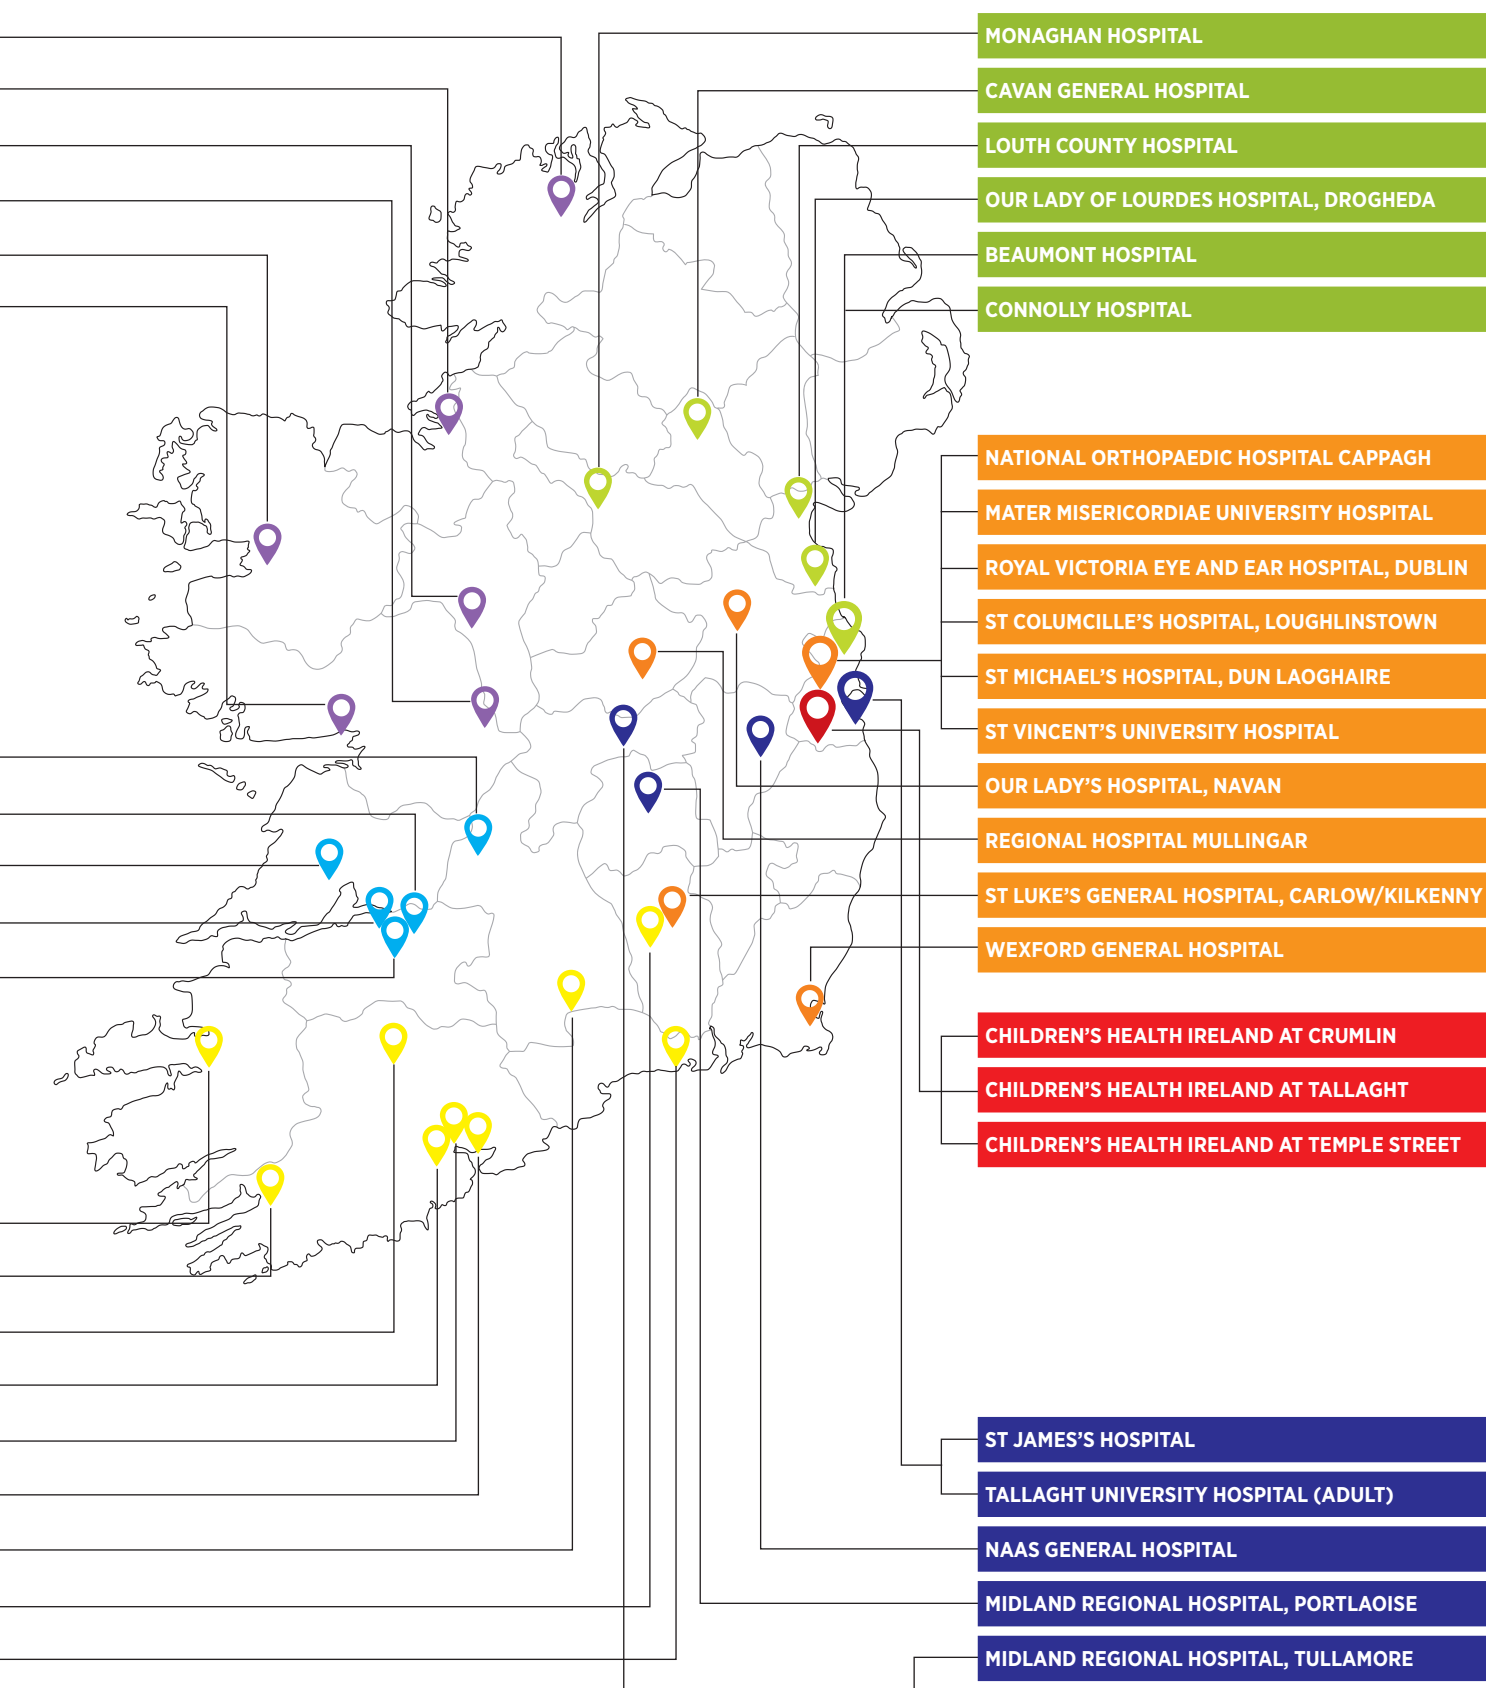 MONAGHAN HOSPITAL
CAVAN GENERAL HOSPITAL
LOUTH COUNTY HOSPITAL
OUR LADY OF LOURDES HOSPITAL, DROGHEDA
BEAUMONT HOSPITAL
CONNOLLY HOSPITAL
NATIONAL ORTHOPAEDIC HOSPITAL CAPPAGH
MATER MISERICORDIAE UNIVERSITY HOSPITAL
ROYAL VICTORIA EYE AND EAR HOSPITAL, DUBLIN
ST COLUMCILLE’S HOSPITAL, LOUGHLINSTOWN
ST MICHAEL’S HOSPITAL, DUN LAOGHAIRE
ST VINCENT’S UNIVERSITY HOSPITAL
OUR LADY’S HOSPITAL, NAVAN
REGIONAL HOSPITAL MULLINGAR
ST LUKE’S GENERAL HOSPITAL, CARLOW/KILKENNY
WEXFORD GENERAL HOSPITAL
CHILDREN’S HEALTH IRELAND AT CRUMLIN
CHILDREN’S HEALTH IRELAND AT TALLAGHT
CHILDREN’S HEALTH IRELAND AT TEMPLE STREET
ST JAMES’S HOSPITAL
TALLAGHT UNIVERSITY HOSPITAL (ADULT)
NAAS GENERAL HOSPITAL
MIDLAND REGIONAL HOSPITAL, PORTLAOISE
MIDLAND REGIONAL HOSPITAL, TULLAMORE